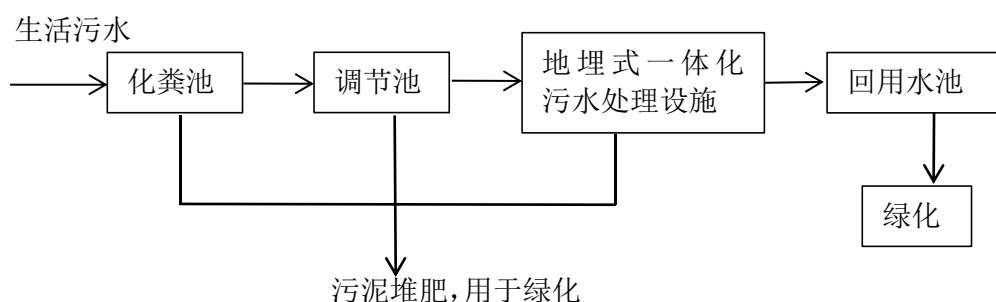 生活污水
化粪池
调节池
地埋式一体化
污水处理设施
回用水池
绿化
污泥堆肥，用于绿化